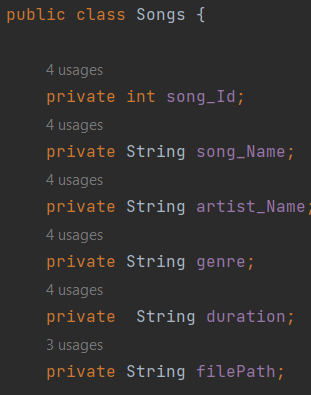 public class Songs {
4 usages
private int song_Id;
4 usages
private String song_Name;
4 usages
private String artist_Name;
4 usages
private String genre;
4 usages
private  String duration;
3 usages
private String filePath;